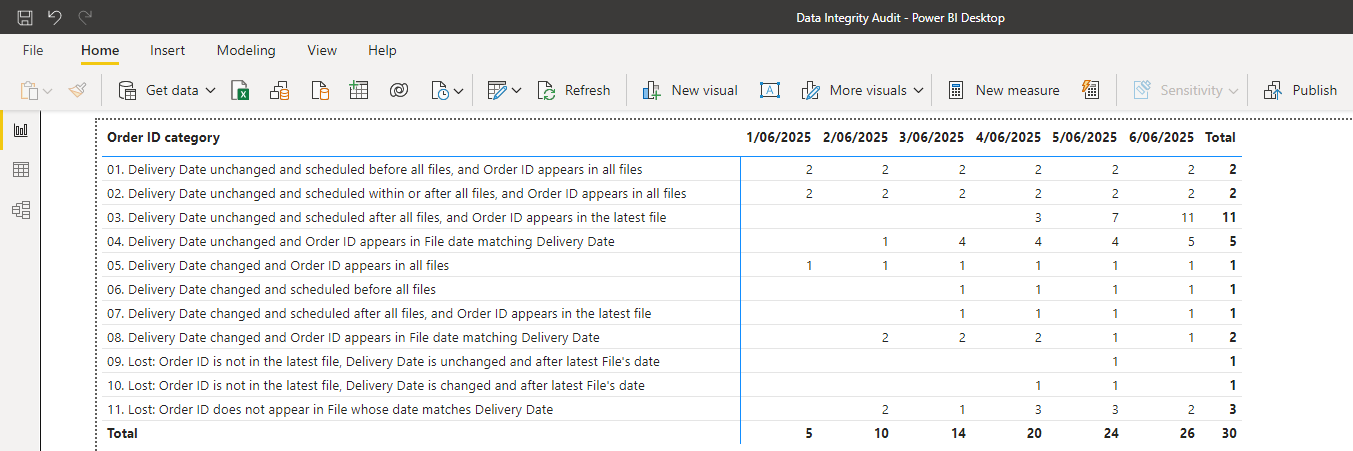 Data Integrity Audit - Power BI Desktop
File Home Insert Modeling View Help
Get data Refresh New visual A More visuals New measure Sensitivity Publish
Order ID category 1/06/2025 2/06/2025 3/06/2025 4/06/2025 5/06/2025 6/06/2025 Total
01. Delivery Date unchanged and scheduled before all files, and Order ID appears in all files 2 2 2 2 2 2 2
02. Delivery Date unchanged and scheduled within or after all files, and Order ID appears in all files 2 2 2 2 2 2 2
03. Delivery Date unchanged and scheduled after all files, and Order ID appears in the latest file 3 7 11 11
04. Delivery Date unchanged and Order ID appears in File date matching Delivery Date 1 4 4 4 5 5
05. Delivery Date changed and Order ID appears in all files 1 1 1 1 1 1 1
06. Delivery Date changed and scheduled before all files 1 1 1 1 1
07. Delivery Date changed and scheduled after all files, and Order ID appears in the latest file 1 1 1 1 1
08. Delivery Date changed and Order ID appears in File date matching Delivery Date 2 2 2 1 1 2
09. Lost: Order ID is not in the latest file, Delivery Date is unchanged and after latest File's date 1 1
10. Lost: Order ID is not in the latest file, Delivery Date is changed and after latest File's date 1 1 1
11. Lost: Order ID does not appear in File whose date matches Delivery Date 2 1 3 3 2 3
Total 5 10 14 20 24 26 30